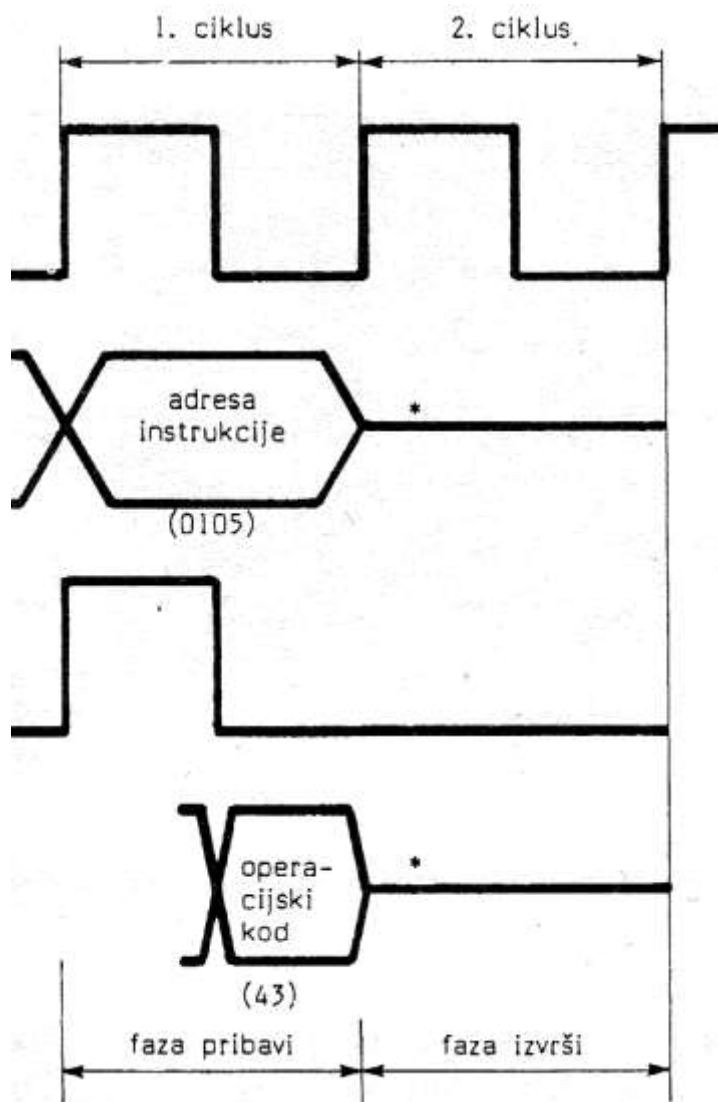 1. ciklus
2. ciklus
adresa
instrukcije
*
(0105)
*
opera-
cijski
kod
(43)
faza pribavi
faza izvrši